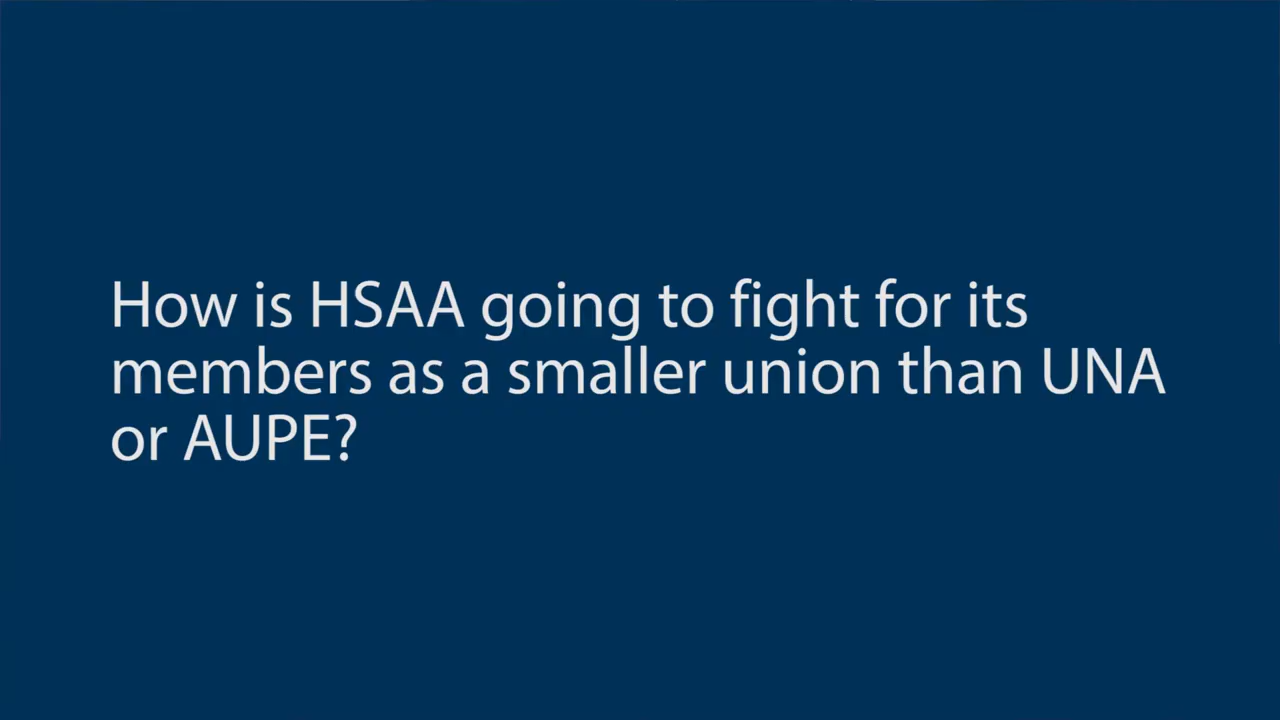 How is HSAA going to fight for its
members as a smaller union than UNA
or AUPE?